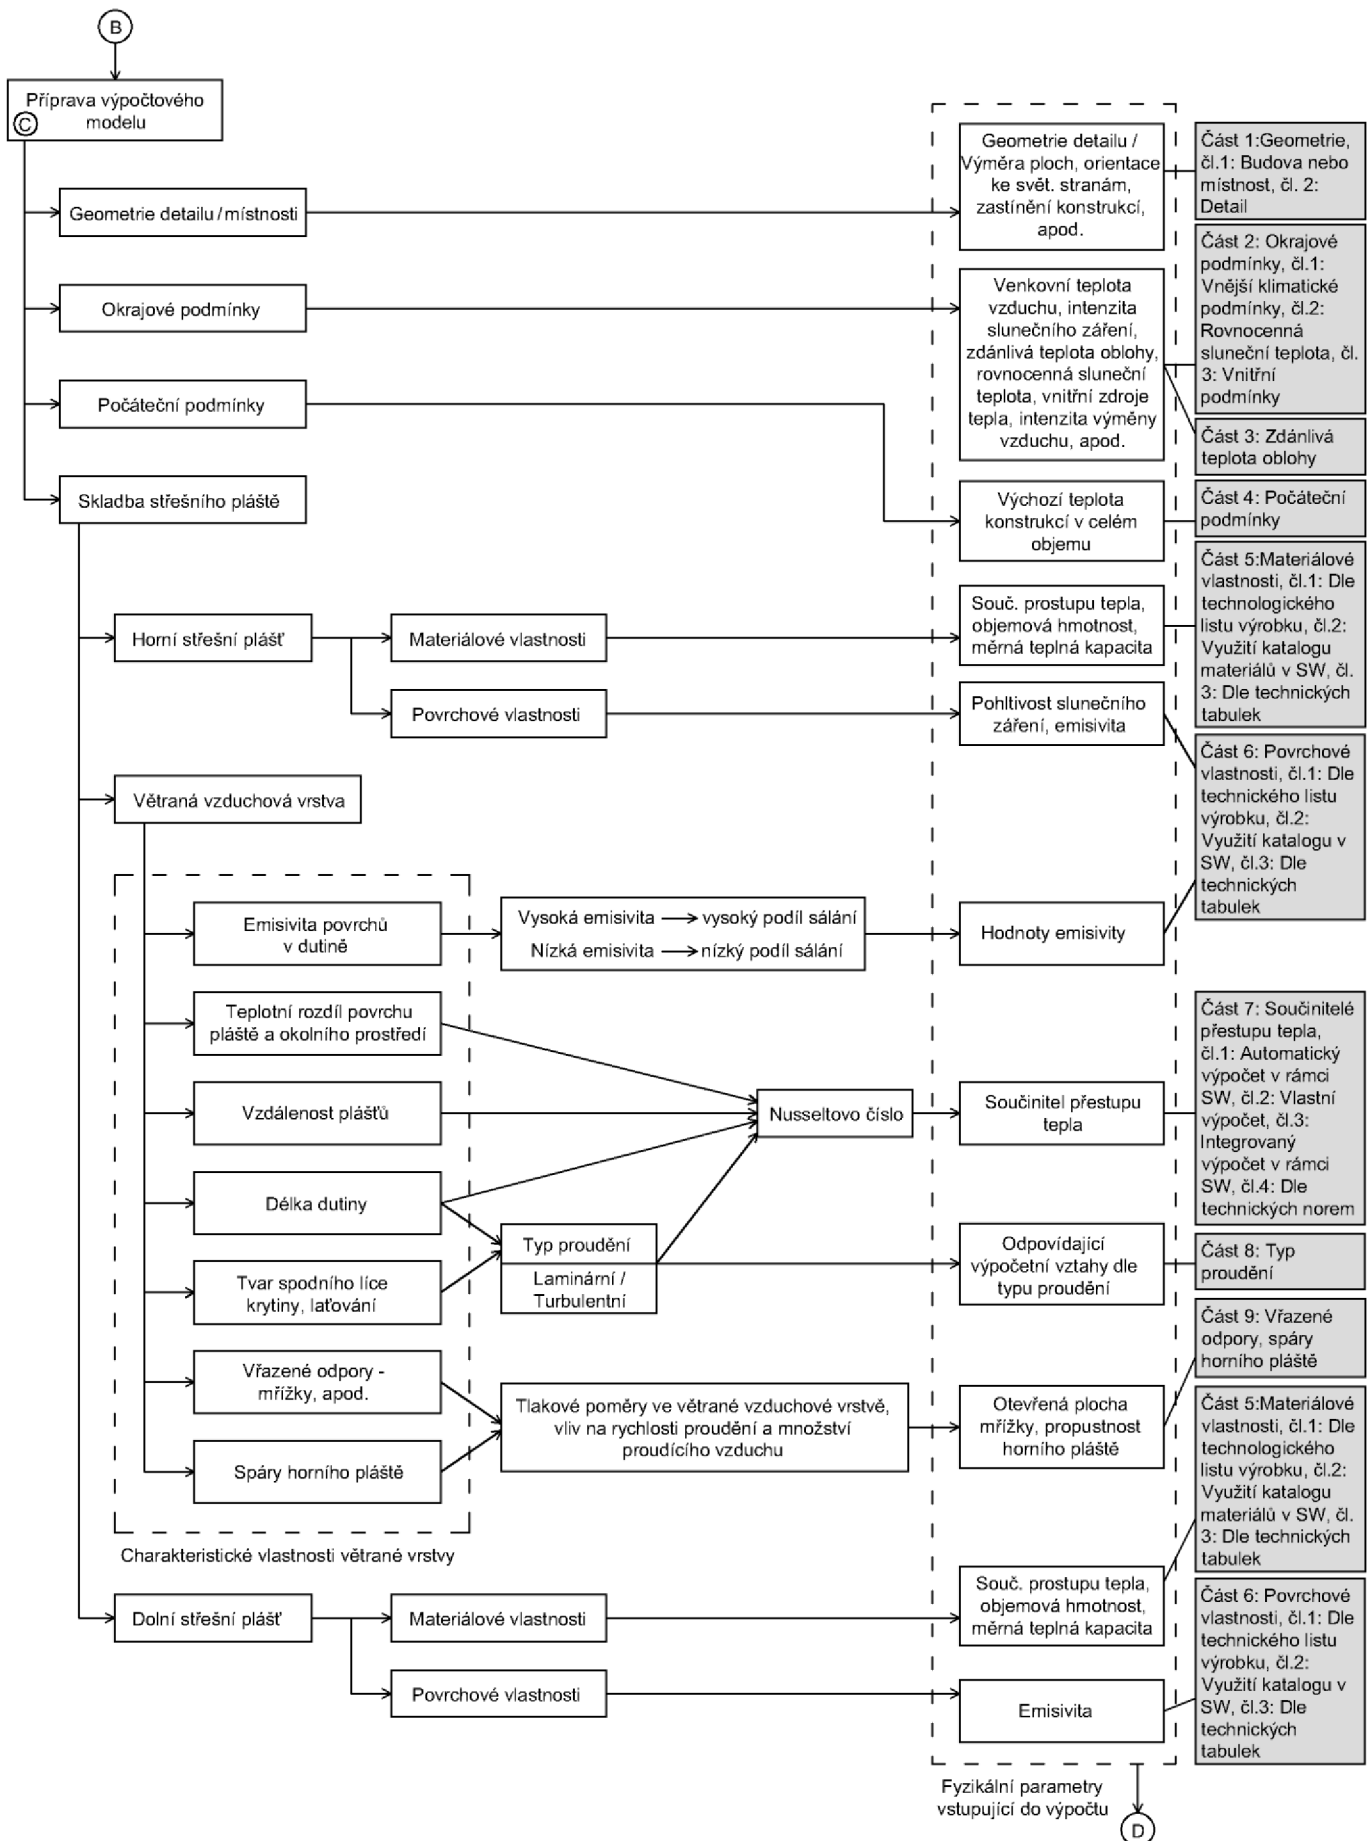 B
Příprava výpočtového
modelu
C
Geometrie detailu / místnosti
Geometrie detail /
Výměra ploch, orientace
ke svět. stranám,
zastínění konstrukcí,
apod.
Část 1:Geometrie,
čl.1: Budova nebo
místnost, čl. 2:
Detail
Okrajové podmínky
Venkovní teplota
vzduchu, intenzita
slunečního záření,
zdánlivá teplota oblohy,
rovnocenná sluneční
teplota, vnitřní zdroje
tepla, intenzita výměny
vzduchu, apod.
Část 2: Okrajové
podmínky, čl.1:
Vnější klimatické
podmínky, čl.2:
Rovnocenná
sluneční teplota, čl.
3: Vnitřní
podmínky
Část 3: Zdánlivá
teplota oblohy
Počáteční podmínky
Výchozí teplota
konstrukcí v celém
objemu
Část 4: Počáteční
podmínky
Skladba střešního pláště
Horní střešní plášť
Materiálové vlastnosti
Souč. prostupu tepla,
objemová hmotnost,
měrná teplná kapacita
Část 5:Materiálové
vlastnosti, čl.1: Dle
technologického
listu výrobku, čl.2:
Využití katalogu
materiálů v SW, čl.
3: Dle technických
tabulek
Povrchové vlastnosti
Pohltivost slunečního
záření, emisivita
Část 6: Povrchové
vlastnosti, čl.1: Dle
technického listu
výrobku, čl.2:
Využití katalogu v
SW, čl.3: Dle
technických
tabulek
Větraná vzduchová vrstva
Emisivita povrchů
v dutině
Vysoká emisivita → vysoký podíl sálání
Nízká emisivita → nízký podíl sálání
Hodnoty emisivity
Teplotní rozdíl povrchu
pláště a okolního prostředí
Vzdálenost plášťů
Nusseltovo číslo
Součinitel přestupu
tepla
Část 7: Součinitelé
přestupu tepla,
čl.1: Automatický
výpočet v rámci
SW, čl.2: Vlastní
výpočet, čl.3:
Integrovaný
výpočet v rámci
SW, čl.4: Dle
technických norem
Délka dutiny
Typ proudění
Laminární /
Turbulentní
Odpovídající
výpočetní vztahy dle
typu proudění
Část 8: Typ
proudění
Tvar spodního líce
krytiny, laťování
Vřazené odpory -
mřížky, apod.
Spáry horního pláště
Tlakové poměry ve větrané vzduchové vrstvě,
vliv na rychlosti proudění a množství
proudícího vzduchu
Otevřená plocha
mřížky, propustnost
horního pláště
Část 9: Vřazené
odpory, spáry
horního pláště
Charakteristické vlastnosti větrané vrstvy
Dolní střešní plášť
Materiálové vlastnosti
Souč. prostupu tepla,
objemová hmotnost,
měrná teplná kapacita
Část 5:Materiálové
vlastnosti, čl.1: Dle
technologického
listu výrobku, čl.2:
Využití katalogu
materiálů v SW, čl.
3: Dle technických
tabulek
Povrchové vlastnosti
Emisivita
Část 6: Povrchové
vlastnosti, čl.1: Dle
technického listu
výrobku, čl.2:
Využití katalogu v
SW, čl.3: Dle
technických
tabulek
Fyzikální parametry
vstupující do výpočtu
D